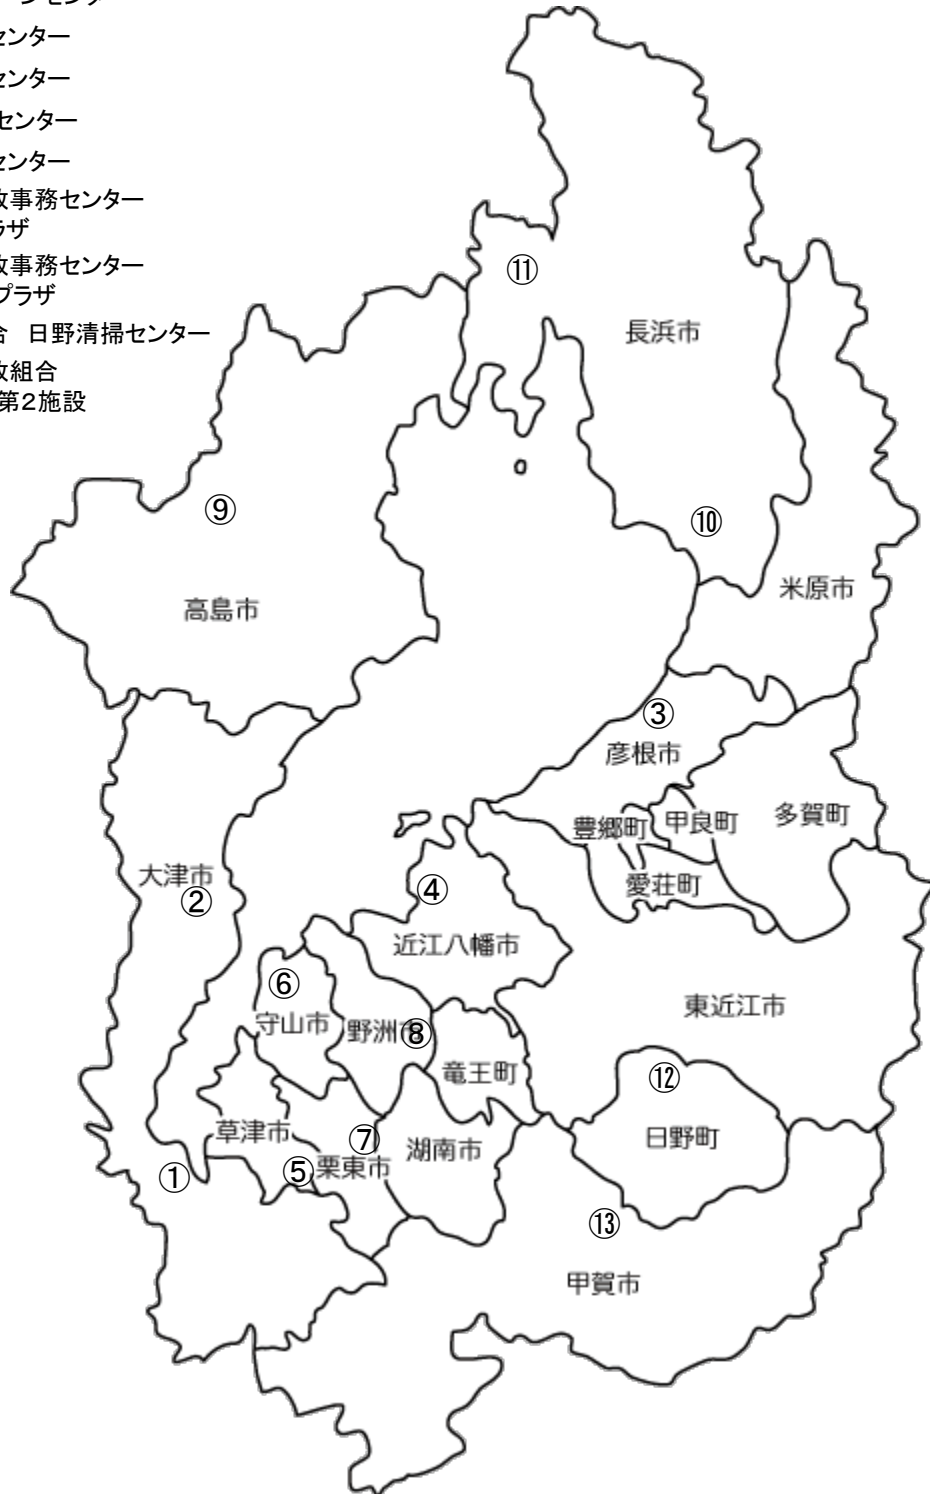 ンセンター
センター
センター
センター
センター
政事務センター
ラザ
政事務センター
プラザ
合 日野清掃センター
政組合
第2施設
⑪
長浜市
⑨
⑩
米原市
高島市
③
彦根市
豊郷町
甲良町
多賀町
大津市
②
④
愛荘町
近江八幡市
⑥
守山市
野洲市
⑧
東近江市
竜王町
⑫
草津市
⑦
湖南市
日野町
①
⑤
栗東市
⑬
甲賀市